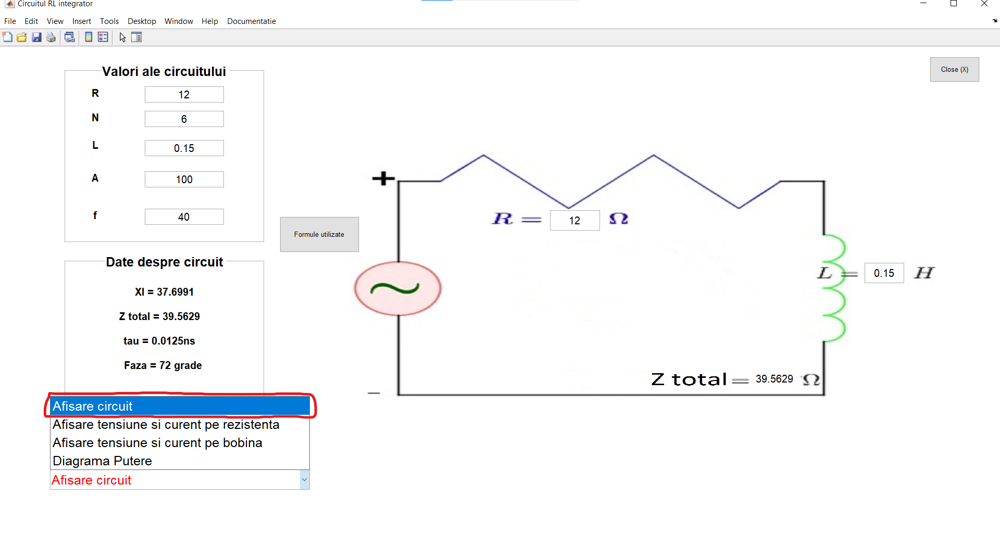 Circuitul RL integrator
File Edit View Insert Tools Desktop Window Help Documentatie
Close (X)
Valori ale circuitului
R 12
N 6
L 0.15
A 100
f 40
Formule utilizate
Date despre circuit
Xl = 37.6991
Z total = 39.5629
tau = 0.0125ns
Faza = 72 grade
Afisare circuit
Afisare tensiune si curent pe rezistenta
Afisare tensiune si curent pe bobina
Diagrama Putere
Afisare circuit
+
R = 12 Ω
L = 0.15 H
Z total = 39.5629 Ω
−